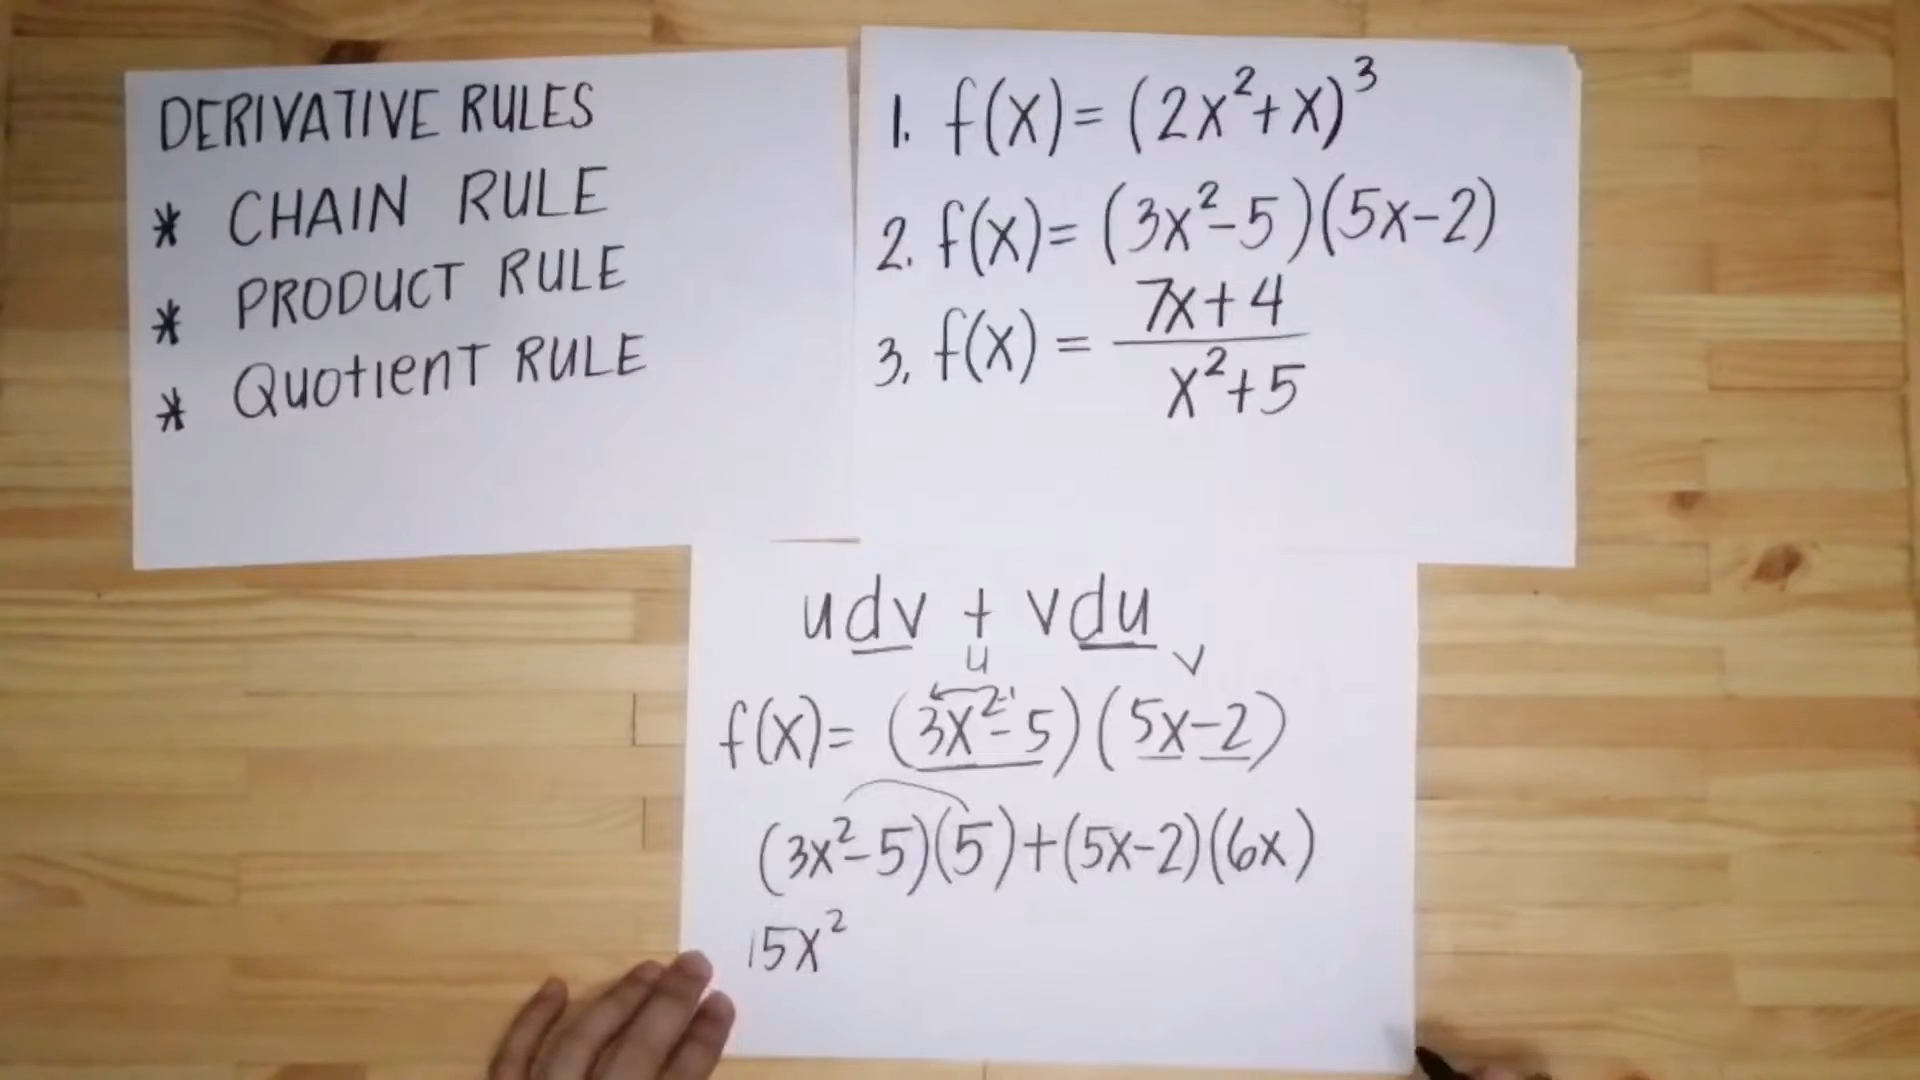 DERIVATIVE RULES
* CHAIN RULE
* PRODUCT RULE
* QuotienT RULE
1. f(x)= (2x²+x)³
2. f(x)= (3x²-5)(5x-2)
3. f(x) = 7x+4
x²+5
udv + vdu
u v
f(x)= (3x²⁻¹-5)(5x-2)
(3x²-5)(5)+(5x-2)(6x)
15x²